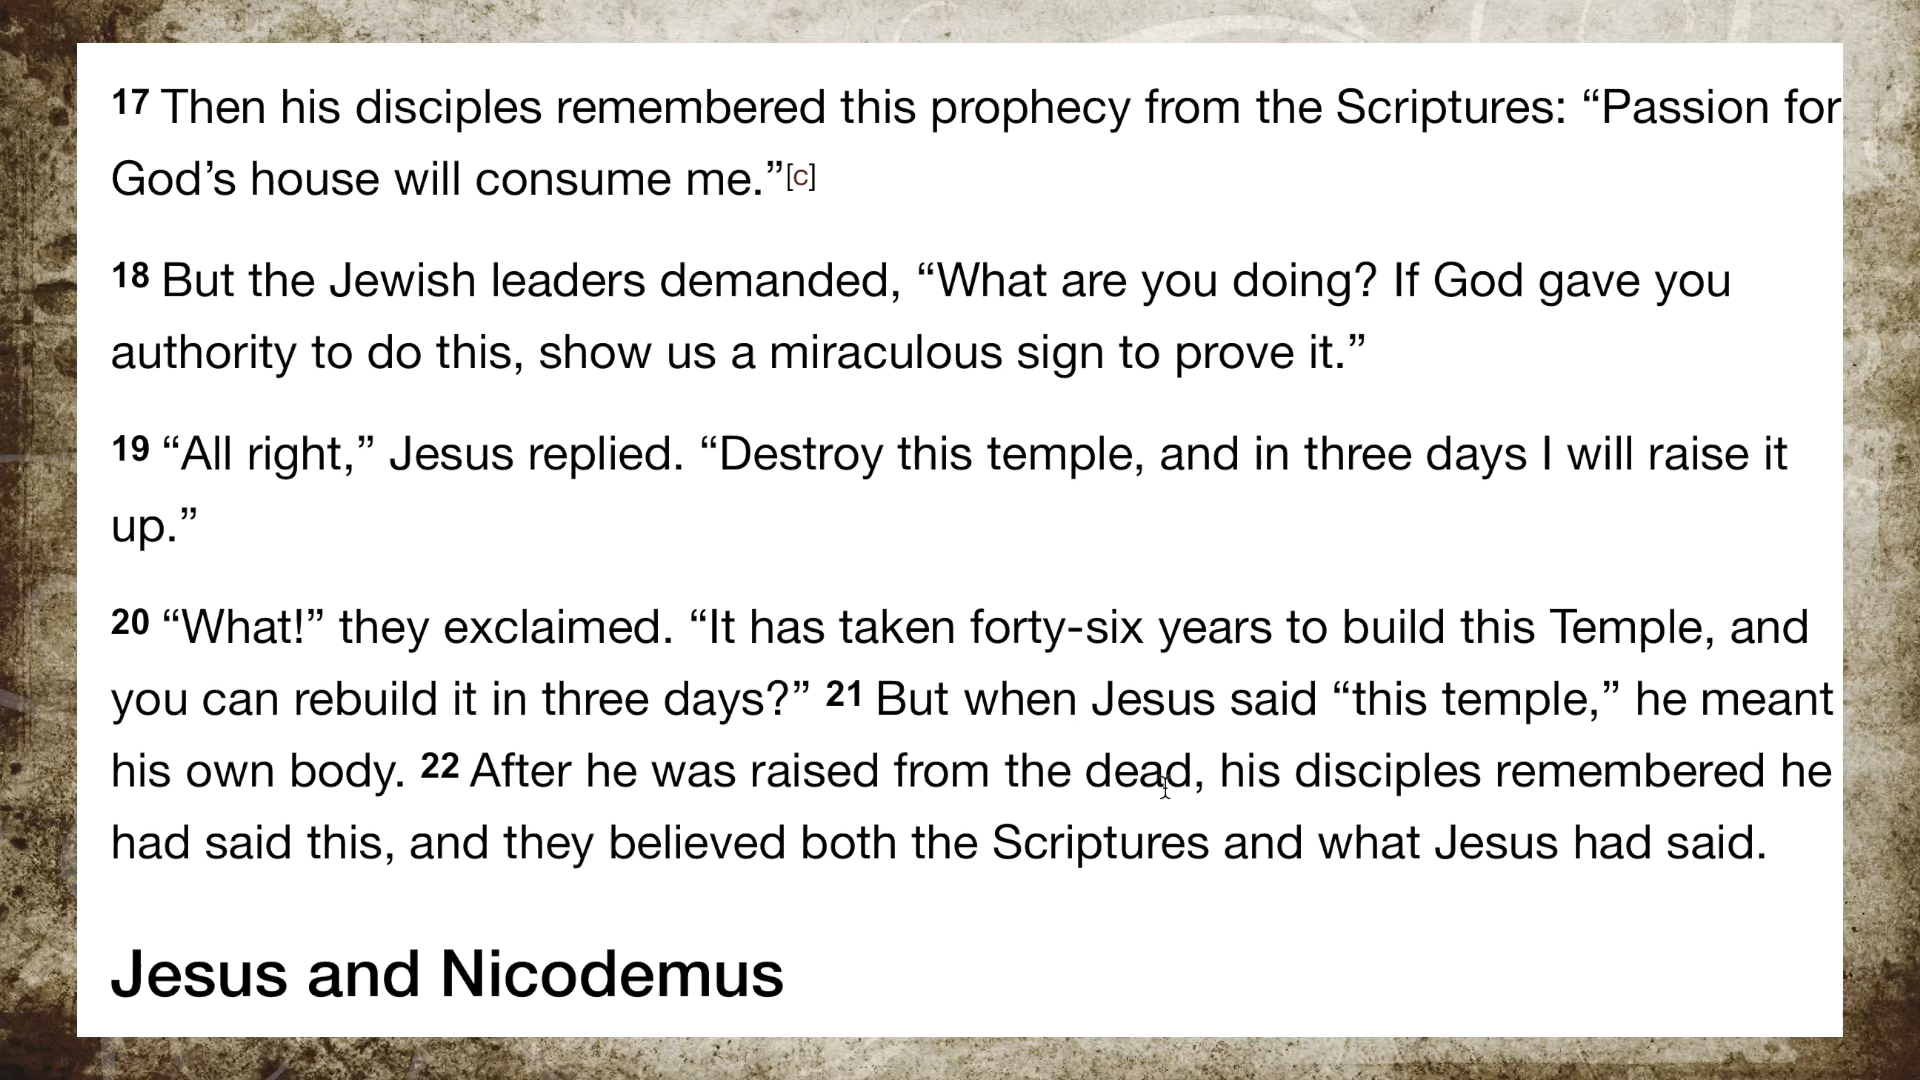 17 Then his disciples remembered this prophecy from the Scriptures: “Passion for
God’s house will consume me.”[c]
18 But the Jewish leaders demanded, “What are you doing? If God gave you
authority to do this, show us a miraculous sign to prove it.”
19 “All right,” Jesus replied. “Destroy this temple, and in three days I will raise it
up.”
20 “What!” they exclaimed. “It has taken forty-six years to build this Temple, and
you can rebuild it in three days?” 21 But when Jesus said “this temple,” he meant
his own body. 22 After he was raised from the dead, his disciples remembered he
had said this, and they believed both the Scriptures and what Jesus had said.
Jesus and Nicodemus